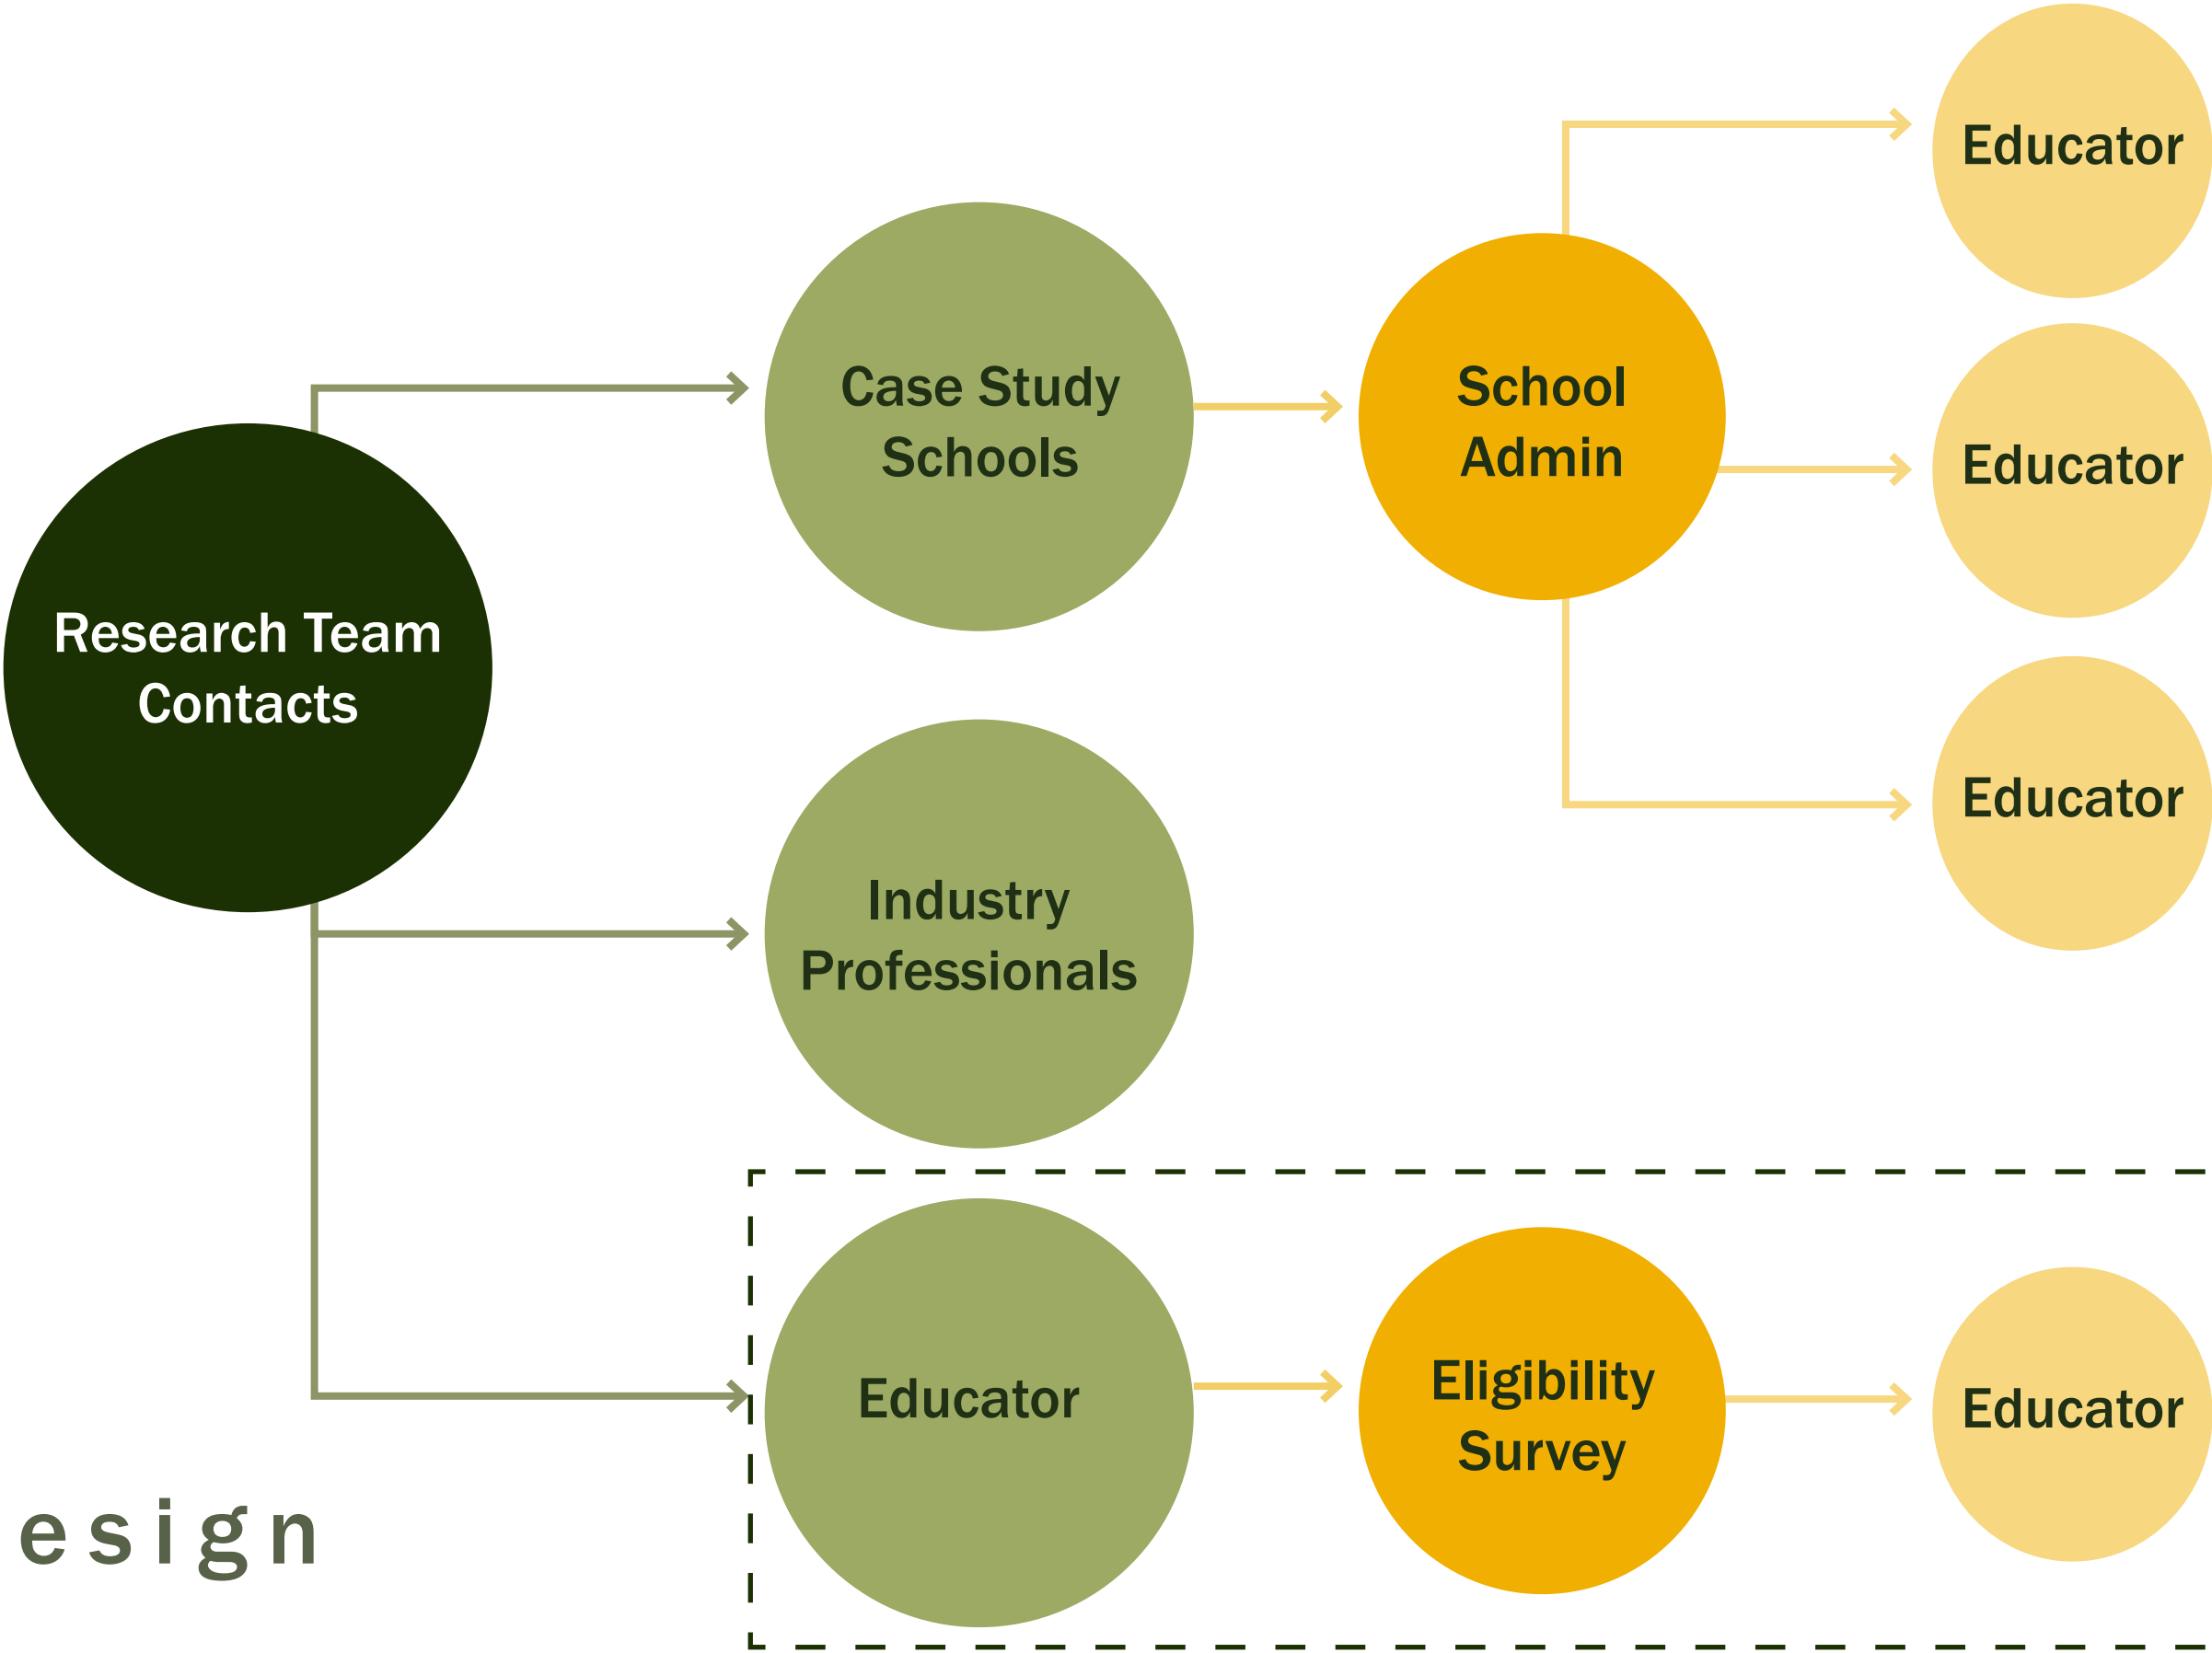 Educator
Case Study
Schools
School
Admin
Educator
Research Team
Contacts
Educator
Industry
Professionals
Educator
Eligibility
Survey
Educator
esign